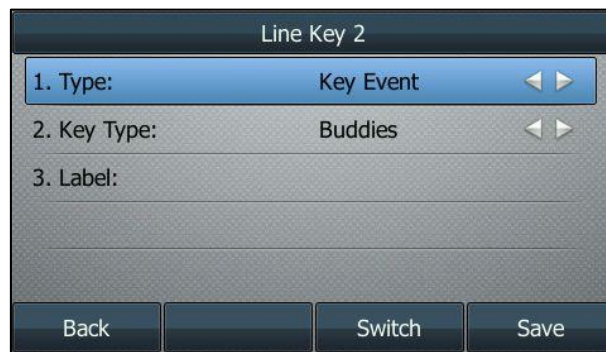 Line Key 2
1. Type: Key Event
2. Key Type: Buddies
3. Label:
Back Switch Save